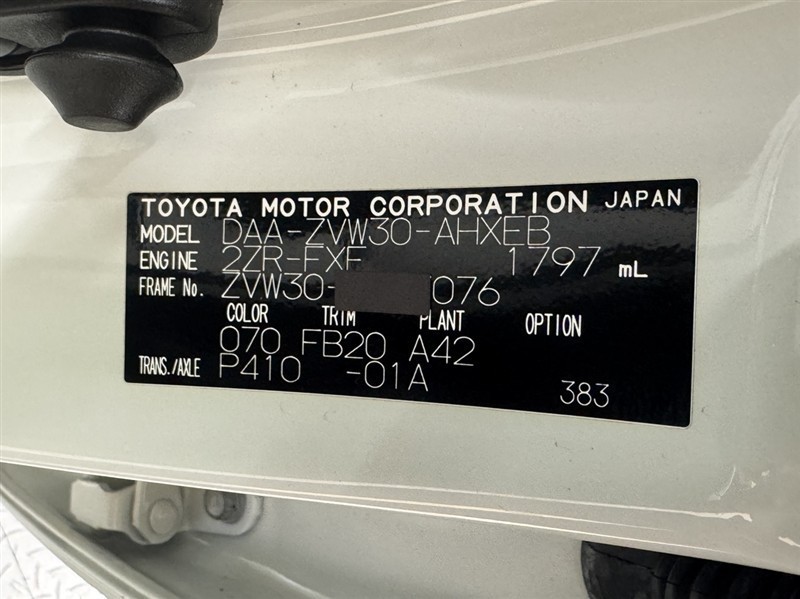 TOYOTA MOTOR CORPORATION JAPAN
MODEL DAA-ZVW30-AHXEB
ENGINE 2ZR-FXE 1797 mL
FRAME No. ZVW30- 076
COLOR TRIM PLANT OPTION
070 FB20 A42
TRANS./AXLE P410 -01A
383